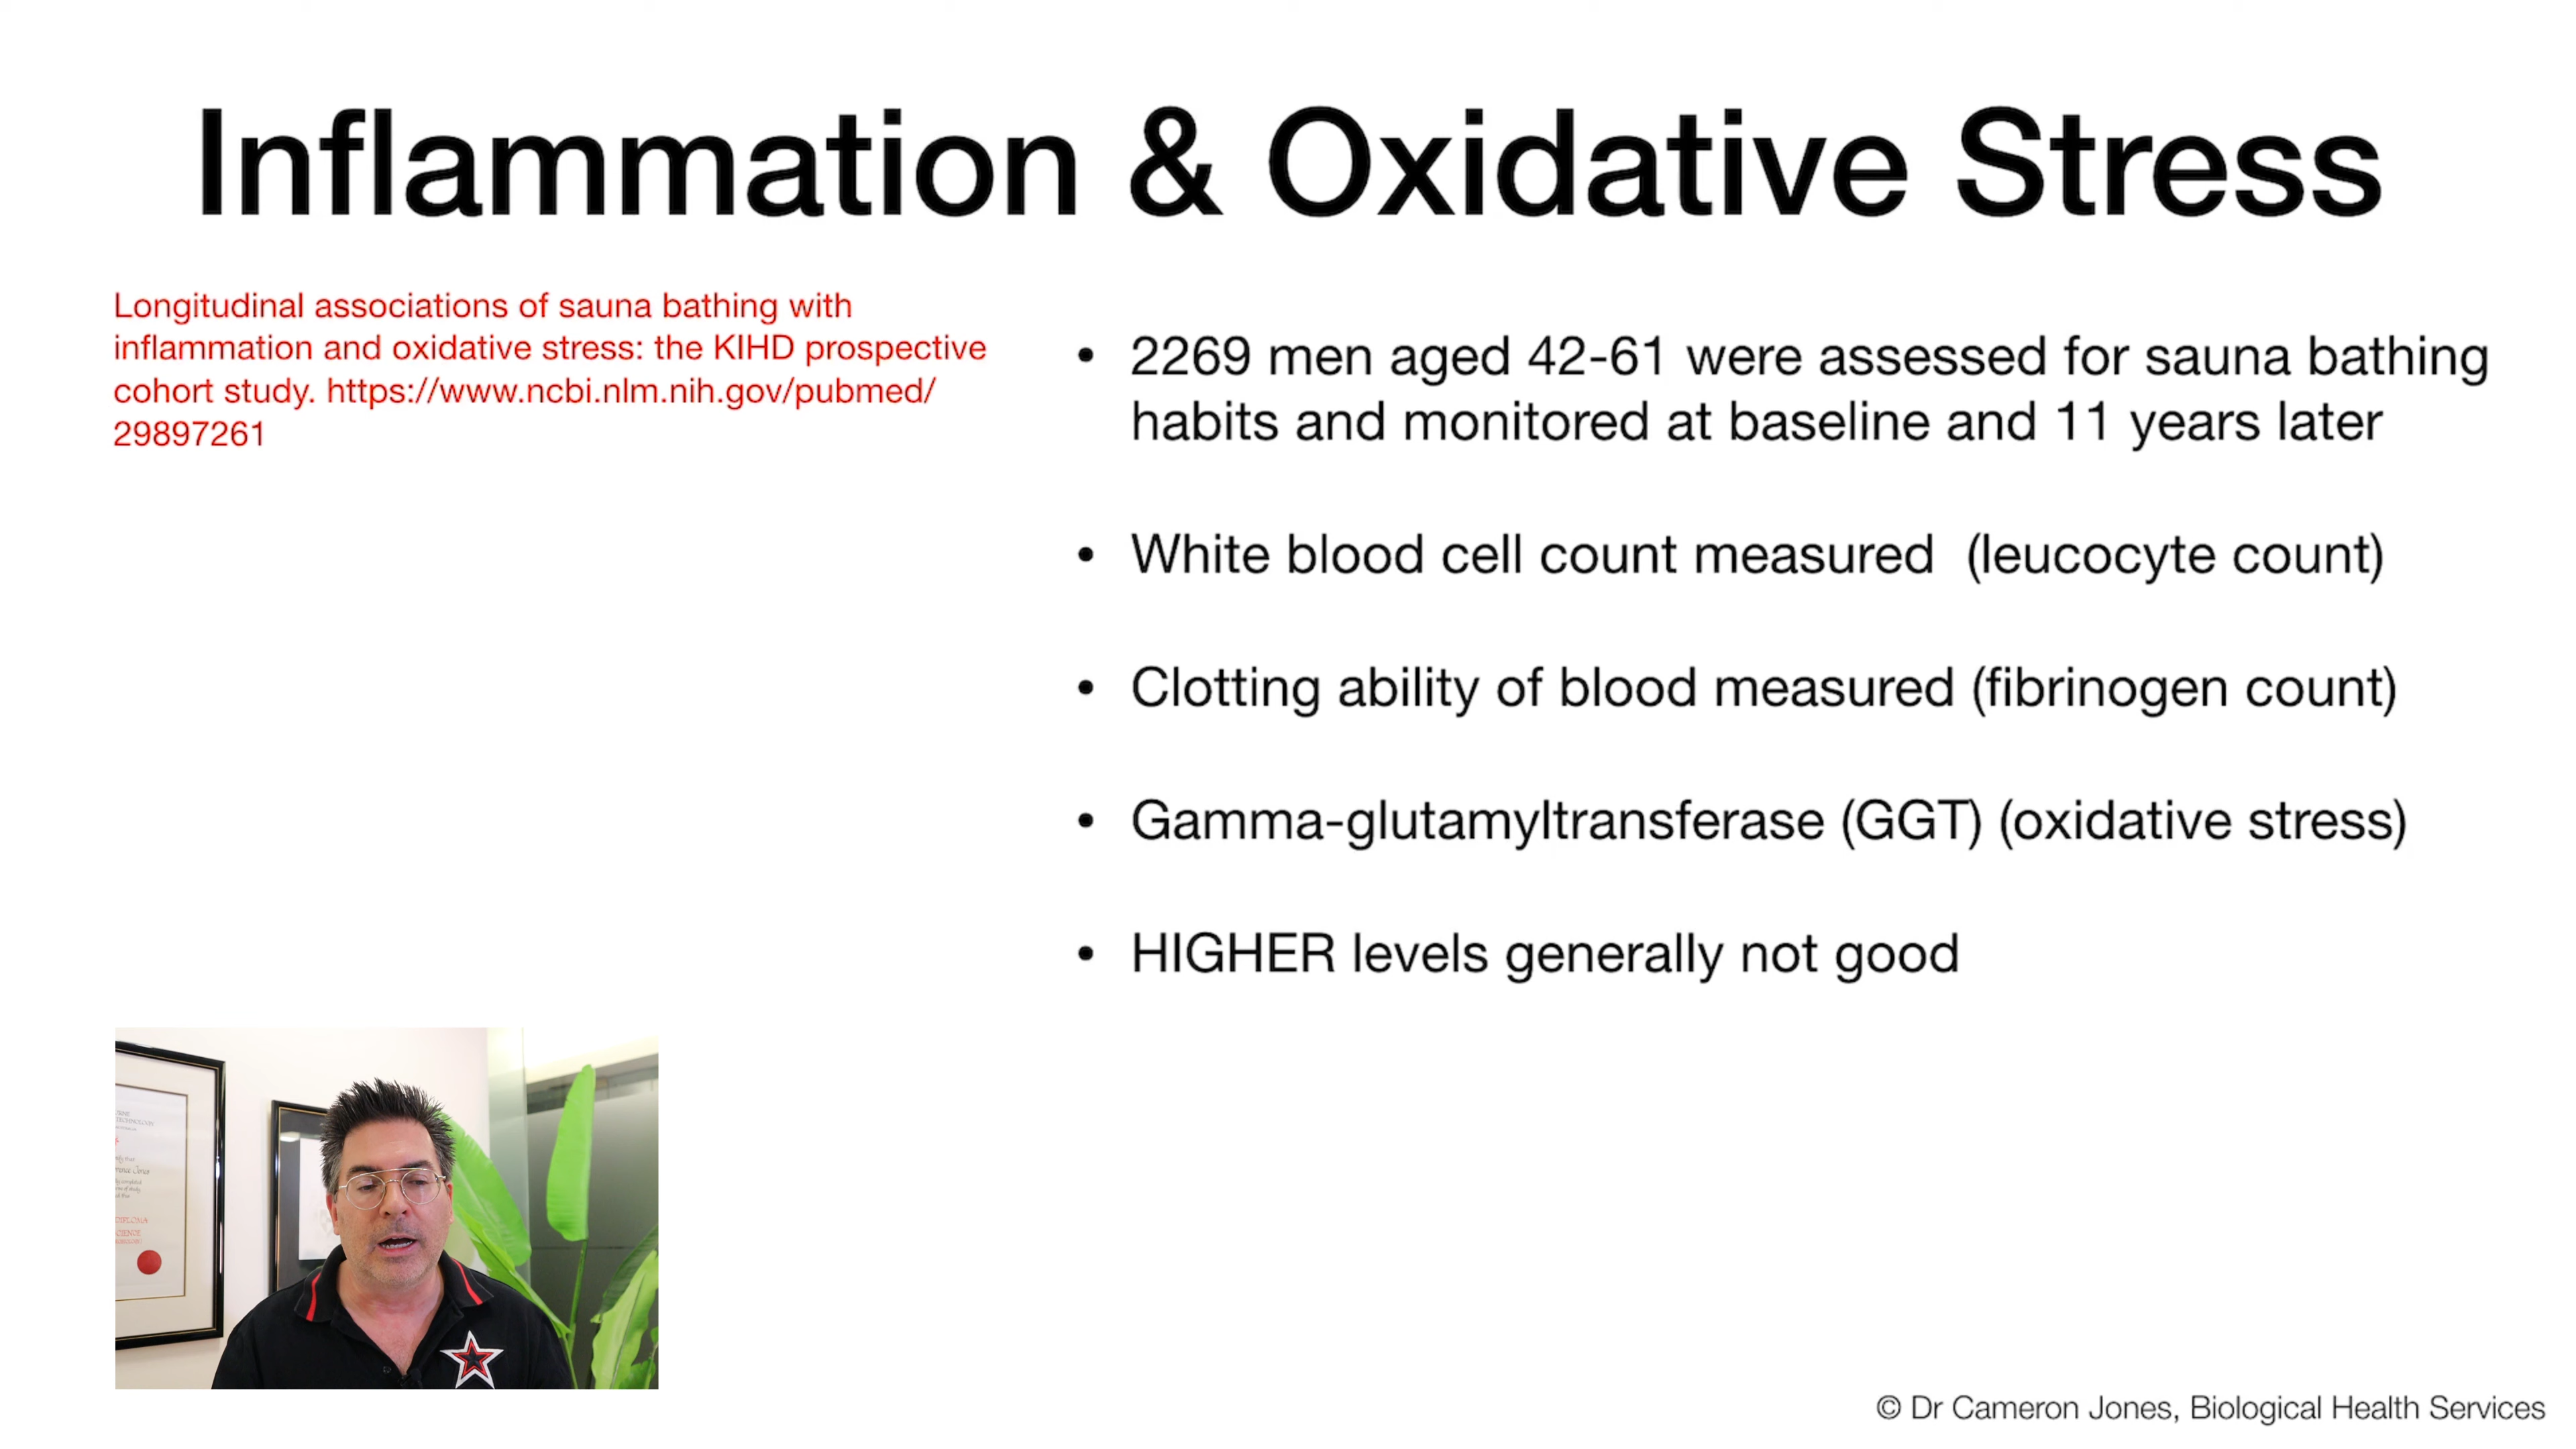 Inflammation & Oxidative Stress
Longitudinal associations of sauna bathing with
inflammation and oxidative stress: the KIHD prospective
cohort study. https://www.ncbi.nlm.nih.gov/pubmed/
29897261
• 2269 men aged 42-61 were assessed for sauna bathing
habits and monitored at baseline and 11 years later
• White blood cell count measured  (leucocyte count)
• Clotting ability of blood measured (fibrinogen count)
• Gamma-glutamyltransferase (GGT) (oxidative stress)
• HIGHER levels generally not good
© Dr Cameron Jones, Biological Health Services